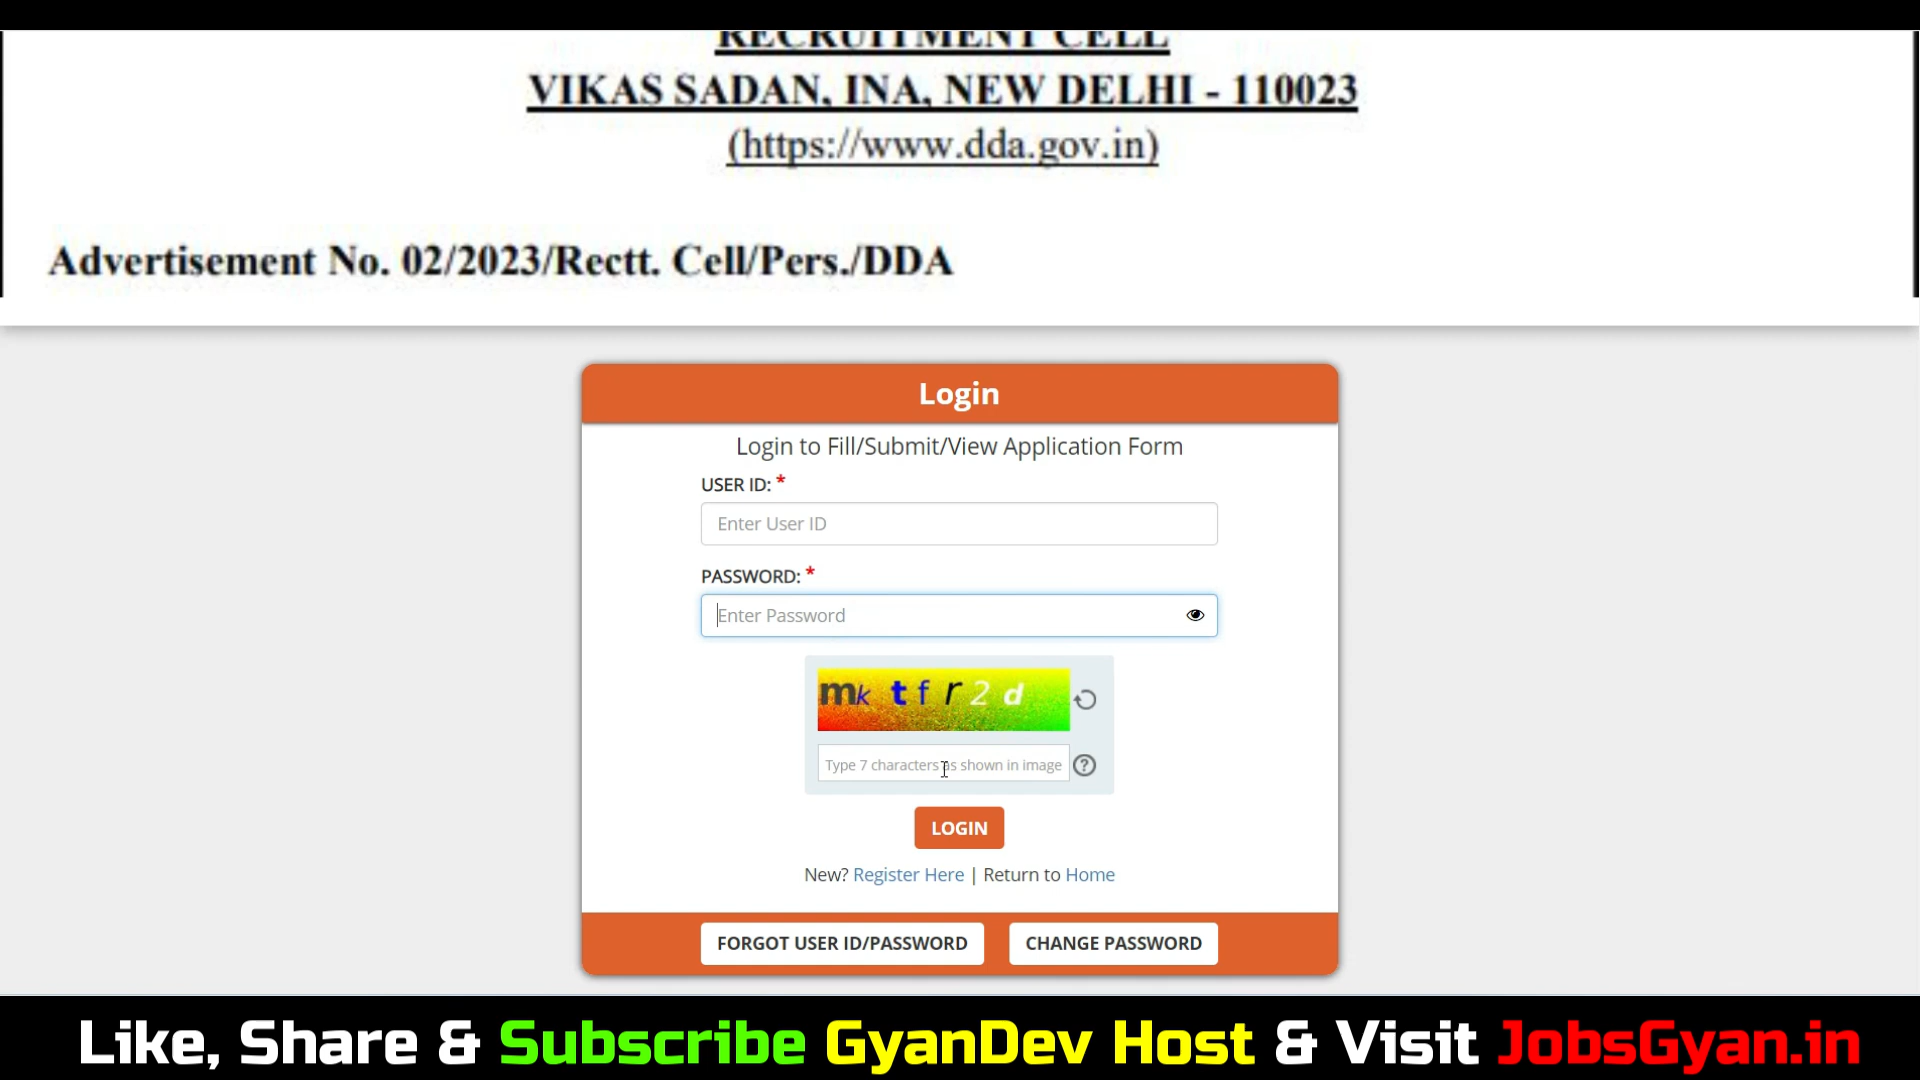 RECRUITMENT CELL
VIKAS SADAN, INA, NEW DELHI - 110023
(https://www.dda.gov.in)
Advertisement No. 02/2023/Rectt. Cell/Pers./DDA
Login
Login to Fill/Submit/View Application Form
USER ID: *
Enter User ID
PASSWORD: *
Enter Password
mk tfr2d
Type 7 characters as shown in image
LOGIN
New? Register Here | Return to Home
FORGOT USER ID/PASSWORD CHANGE PASSWORD
Like, Share & Subscribe GyanDev Host & Visit JobsGyan.in